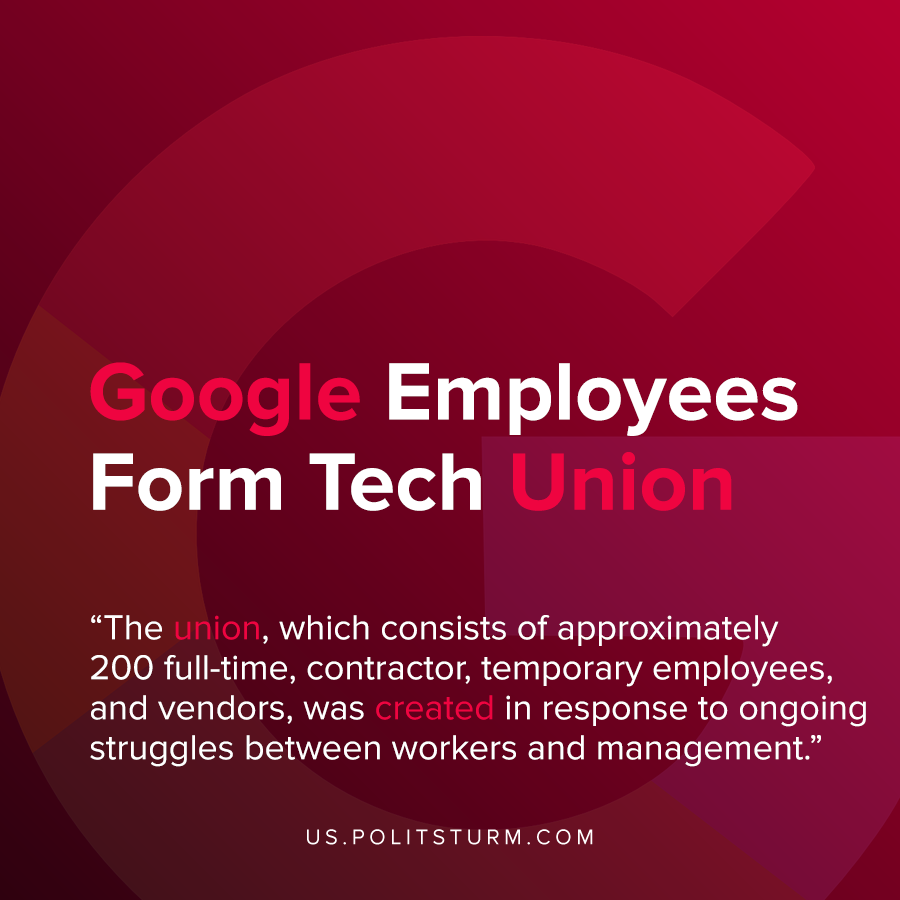 Google Employees
Form Tech Union
“The union, which consists of approximately
200 full-time, contractor, temporary employees,
and vendors, was created in response to ongoing
struggles between workers and management.”
US.POLITSTURM.COM